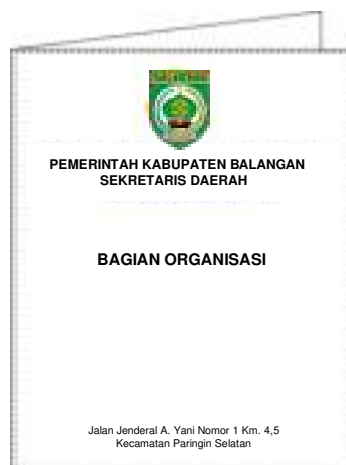 PEMERINTAH KABUPATEN BALANGAN
SEKRETARIS DAERAH
BAGIAN ORGANISASI
Jalan Jenderal A. Yani Nomor 1 Km. 4,5
Kecamatan Paringin Selatan